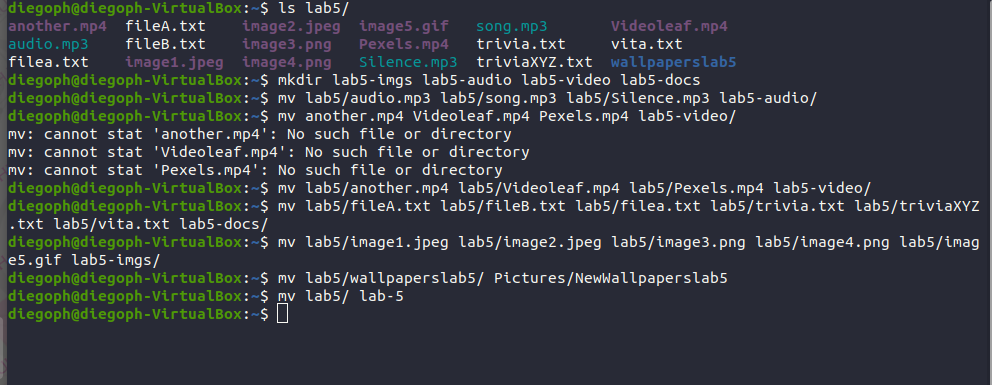 diegoph@diegoph-VirtualBox:~$ ls lab5/
another.mp4  fileA.txt  image2.jpeg  image5.gif  song.mp3  Videoleaf.mp4
audio.mp3  fileB.txt  image3.png  Pexels.mp4  trivia.txt  vita.txt
filea.txt  image1.jpeg  image4.png  Silence.mp3  triviaXYZ.txt  wallpaperslab5
diegoph@diegoph-VirtualBox:~$ mkdir lab5-imgs lab5-audio lab5-video lab5-docs
diegoph@diegoph-VirtualBox:~$ mv lab5/audio.mp3 lab5/song.mp3 lab5/Silence.mp3 lab5-audio/
diegoph@diegoph-VirtualBox:~$ mv another.mp4 Videoleaf.mp4 Pexels.mp4 lab5-video/
mv: cannot stat 'another.mp4': No such file or directory
mv: cannot stat 'Videoleaf.mp4': No such file or directory
mv: cannot stat 'Pexels.mp4': No such file or directory
diegoph@diegoph-VirtualBox:~$ mv lab5/another.mp4 lab5/Videoleaf.mp4 lab5/Pexels.mp4 lab5-video/
diegoph@diegoph-VirtualBox:~$ mv lab5/fileA.txt lab5/fileB.txt lab5/filea.txt lab5/trivia.txt lab5/triviaXYZ
.txt lab5/vita.txt lab5-docs/
diegoph@diegoph-VirtualBox:~$ mv lab5/image1.jpeg lab5/image2.jpeg lab5/image3.png lab5/image4.png lab5/imag
e5.gif lab5-imgs/
diegoph@diegoph-VirtualBox:~$ mv lab5/wallpaperslab5/ Pictures/NewWallpaperslab5
diegoph@diegoph-VirtualBox:~$ mv lab5/ lab-5
diegoph@diegoph-VirtualBox:~$